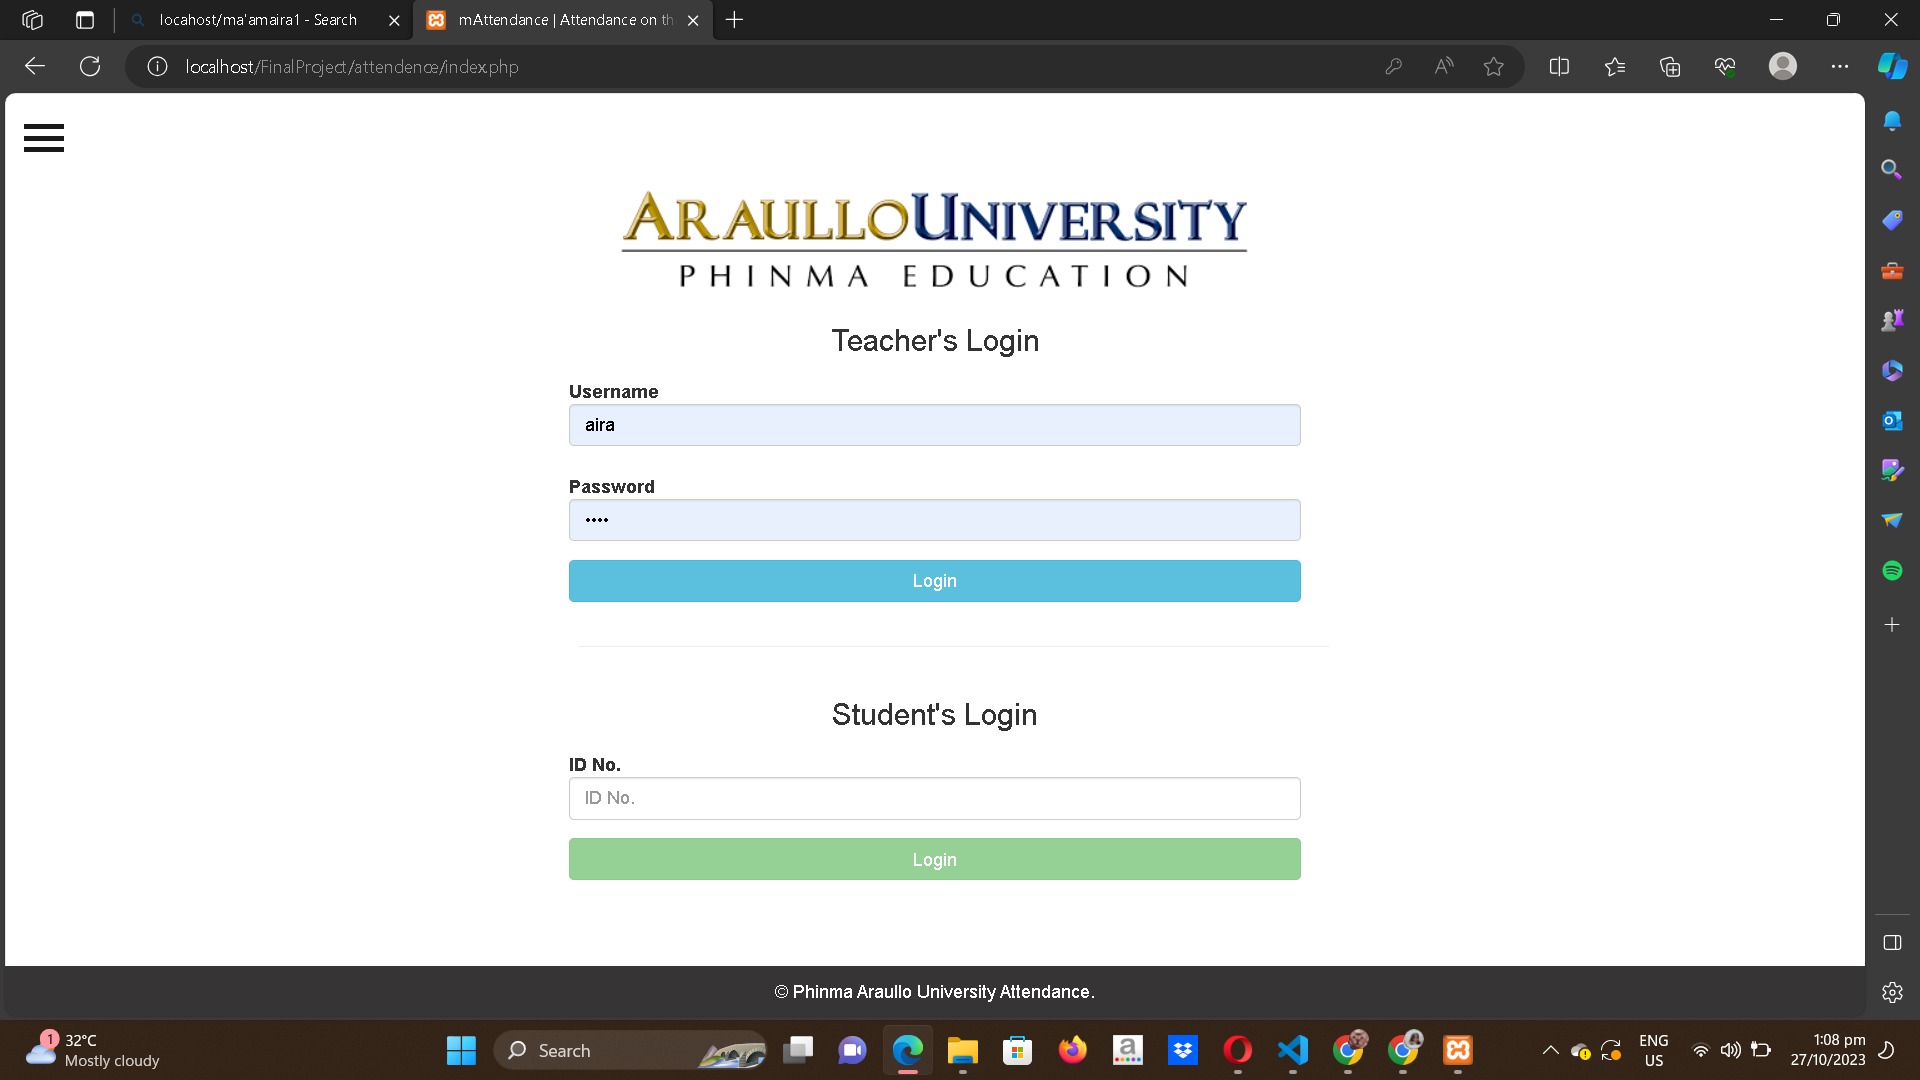 locahost/ma'amaira1 - Search
mAttendance | Attendance on th
localhost/FinalProject/attendence/index.php
ARAULLO UNIVERSITY
PHINMA EDUCATION
Teacher's Login
Username
aira
Password
••••
Login
Student's Login
ID No.
ID No.
Login
© Phinma Araullo University Attendance.
1
32°C
Mostly cloudy
Search
ENG
US
1:08 pm
27/10/2023